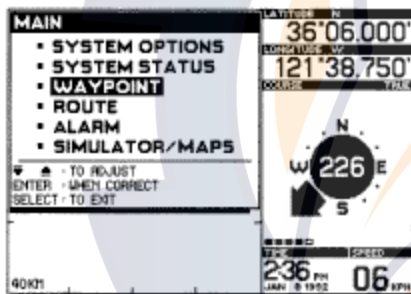 MAIN
▪ SYSTEM OPTIONS
▪ SYSTEM STATUS
▪ WAYPOINT
▪ ROUTE
▪ ALARM
▪ SIMULATOR/MAPS
- TO ADJUST
ENTER - WHEN CORRECT
SELECT - TO EXIT
40KM
LATITUDE N
36°06.000'
LONGITUDE W
121°38.750'
COURSE TRUE
N
W 226 E
S
TIME SPEED
2:36 PM 06 KPH
JAN 8 1992